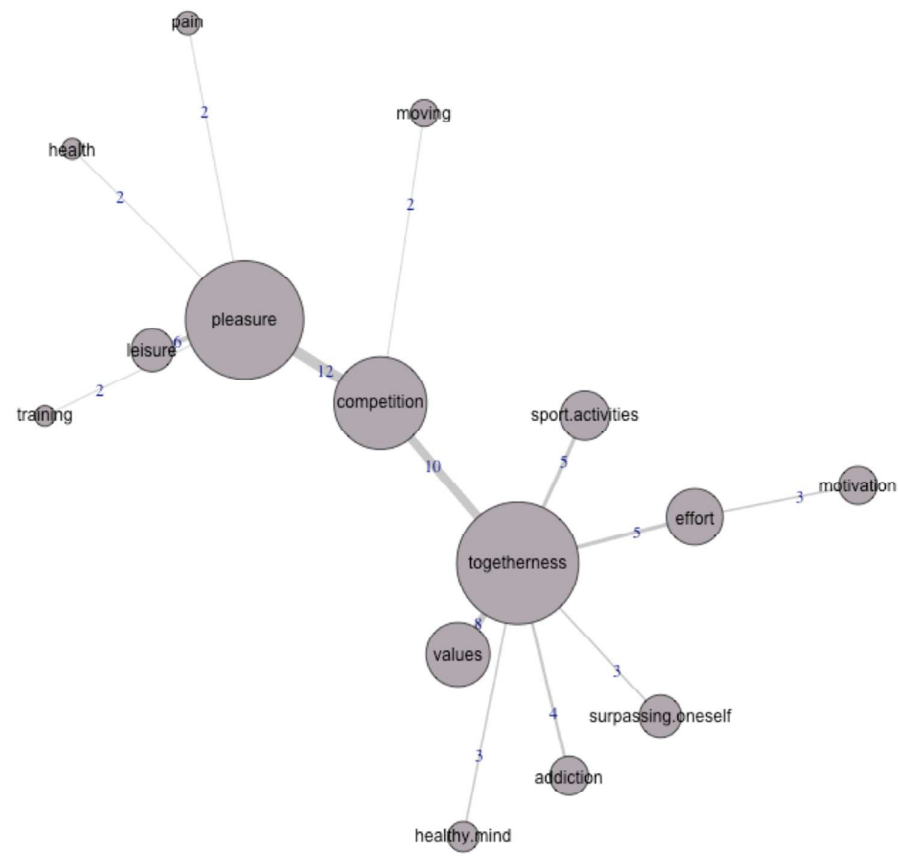 pain
2
moving
health
2
2
pleasure
leisure
6
12
2
training
competition
sport.activities
10
5
motivation
3
effort
5
togetherness
8
values
3
surpassing.oneself
4
3
addiction
healthy.mind